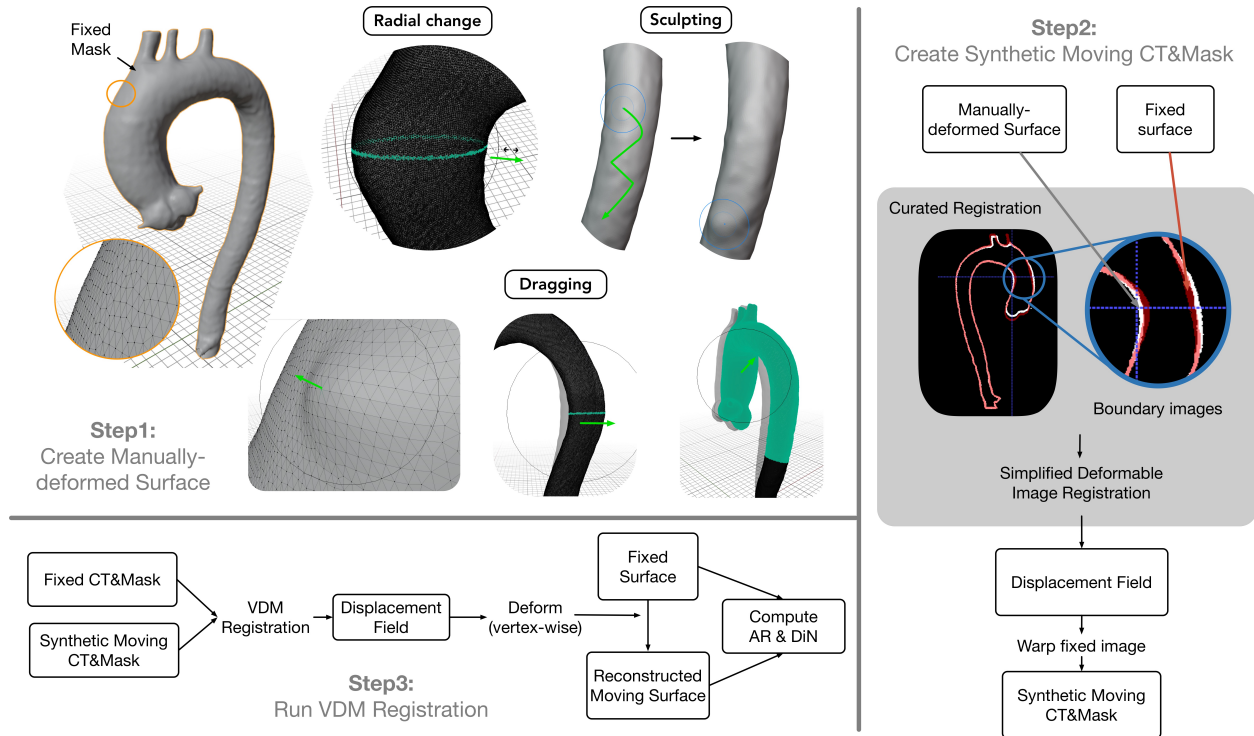 Fixed
Mask
Radial change
Sculpting
Dragging
Step1:
Create Manually-
deformed Surface
Step2:
Create Synthetic Moving CT&Mask
Manually-
deformed Surface
Fixed
surface
Curated Registration
Boundary images
Simplified Deformable
Image Registration
Displacement Field
Warp fixed image
Synthetic Moving
CT&Mask
Fixed CT&Mask
Synthetic Moving
CT&Mask
VDM
Registration
Displacement
Field
Deform
(vertex-wise)
Fixed
Surface
Reconstructed
Moving Surface
Compute
AR & DiN
Step3:
Run VDM Registration